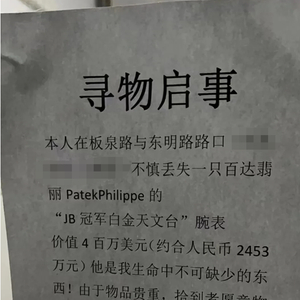 寻物启事
本人在板泉路与东明路路口
不慎丢失一只百达翡
丽 PatekPhilippe 的
“JB 冠军白金天文台”腕表
价值 4 百万美元(约合人民币 2453
万元) 他是我生命中不可缺少的东
西！由于物品贵重，拾到者愿意物